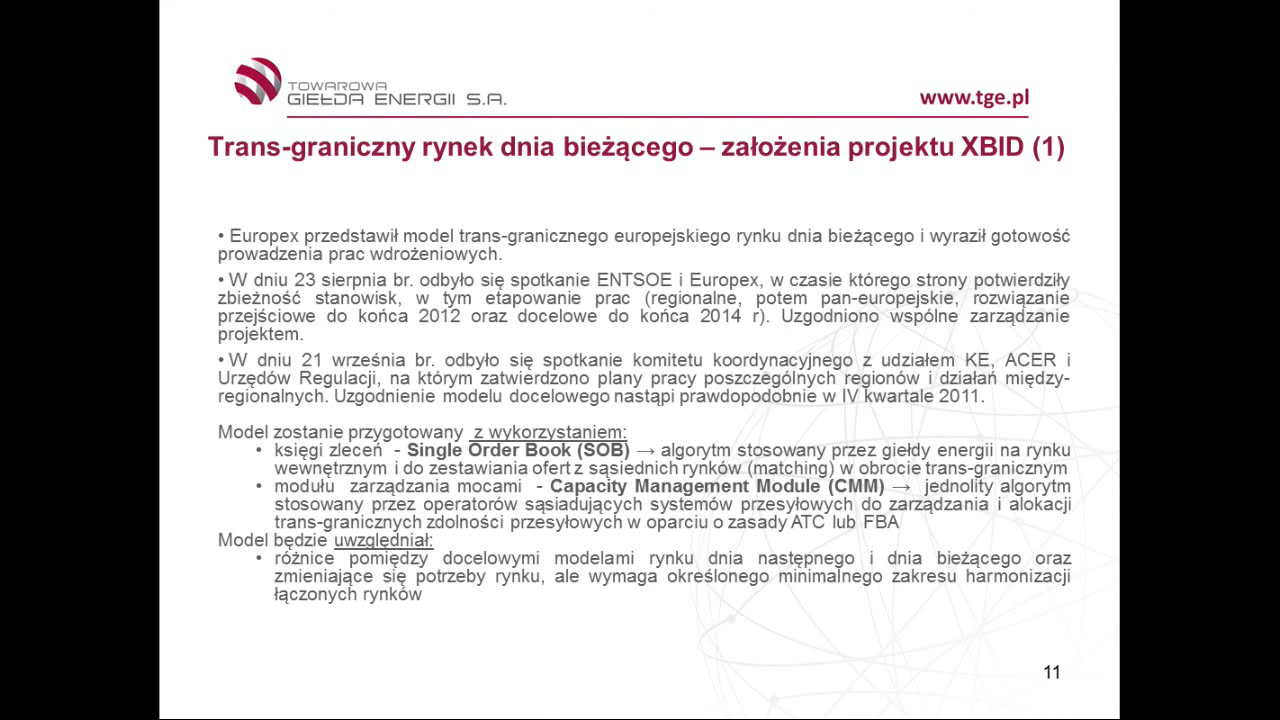 TOWAROWA
GIEŁDA ENERGII S.A.
www.tge.pl
Trans-graniczny rynek dnia bieżącego – założenia projektu XBID (1)
• Europex przedstawił model trans-granicznego europejskiego rynku dnia bieżącego i wyraził gotowość
prowadzenia prac wdrożeniowych.
• W dniu 23 sierpnia br. odbyło się spotkanie ENTSOE i Europex, w czasie którego strony potwierdziły
zbieżność stanowisk, w tym etapowanie prac (regionalne, potem pan-europejskie, rozwiązanie
przejściowe do końca 2012 oraz docelowe do końca 2014 r). Uzgodniono wspólne zarządzanie
projektem.
• W dniu 21 września br. odbyło się spotkanie komitetu koordynacyjnego z udziałem KE, ACER i
Urzędów Regulacji, na którym zatwierdzono plany pracy poszczególnych regionów i działań między-
regionalnych. Uzgodnienie modelu docelowego nastąpi prawdopodobnie w IV kwartale 2011.
Model zostanie przygotowany z wykorzystaniem:
• księgi zleceń - Single Order Book (SOB) → algorytm stosowany przez giełdy energii na rynku
wewnętrznym i do zestawiania ofert z sąsiednich rynków (matching) w obrocie trans-granicznym
• modułu zarządzania mocami - Capacity Management Module (CMM) → jednolity algorytm
stosowany przez operatorów sąsiadujących systemów przesyłowych do zarządzania i alokacji
trans-granicznych zdolności przesyłowych w oparciu o zasady ATC lub FBA
Model będzie uwzględniał:
• różnice pomiędzy docelowymi modelami rynku dnia następnego i dnia bieżącego oraz
zmieniające się potrzeby rynku, ale wymaga określonego minimalnego zakresu harmonizacji
łączonych rynków
11